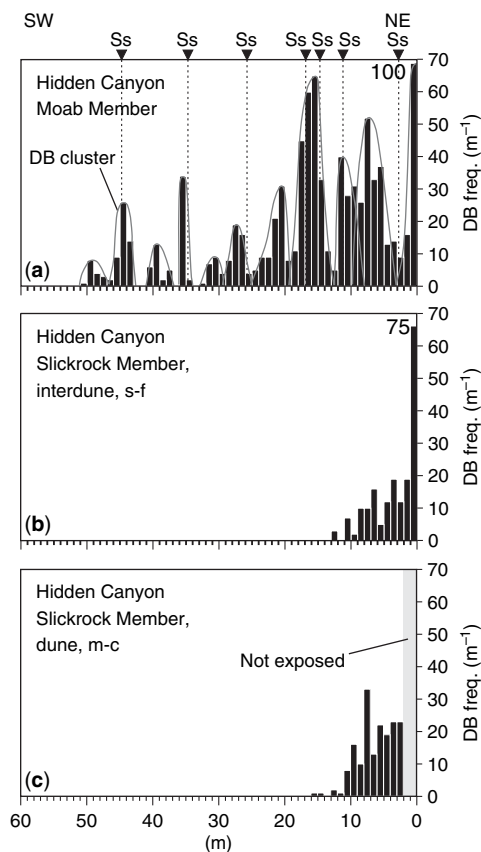 SW NE
Ss Ss Ss Ss Ss Ss Ss
Hidden Canyon
Moab Member
DB cluster
(a)
100
70
60
50
40
30
20
10
0
DB freq. (m⁻¹)
Hidden Canyon
Slickrock Member,
interdune, s-f
(b)
75
70
60
50
40
30
20
10
0
DB freq. (m⁻¹)
Hidden Canyon
Slickrock Member,
dune, m-c
Not exposed
(c)
70
60
50
40
30
20
10
0
DB freq. (m⁻¹)
60 50 40 30 20 10 0
(m)